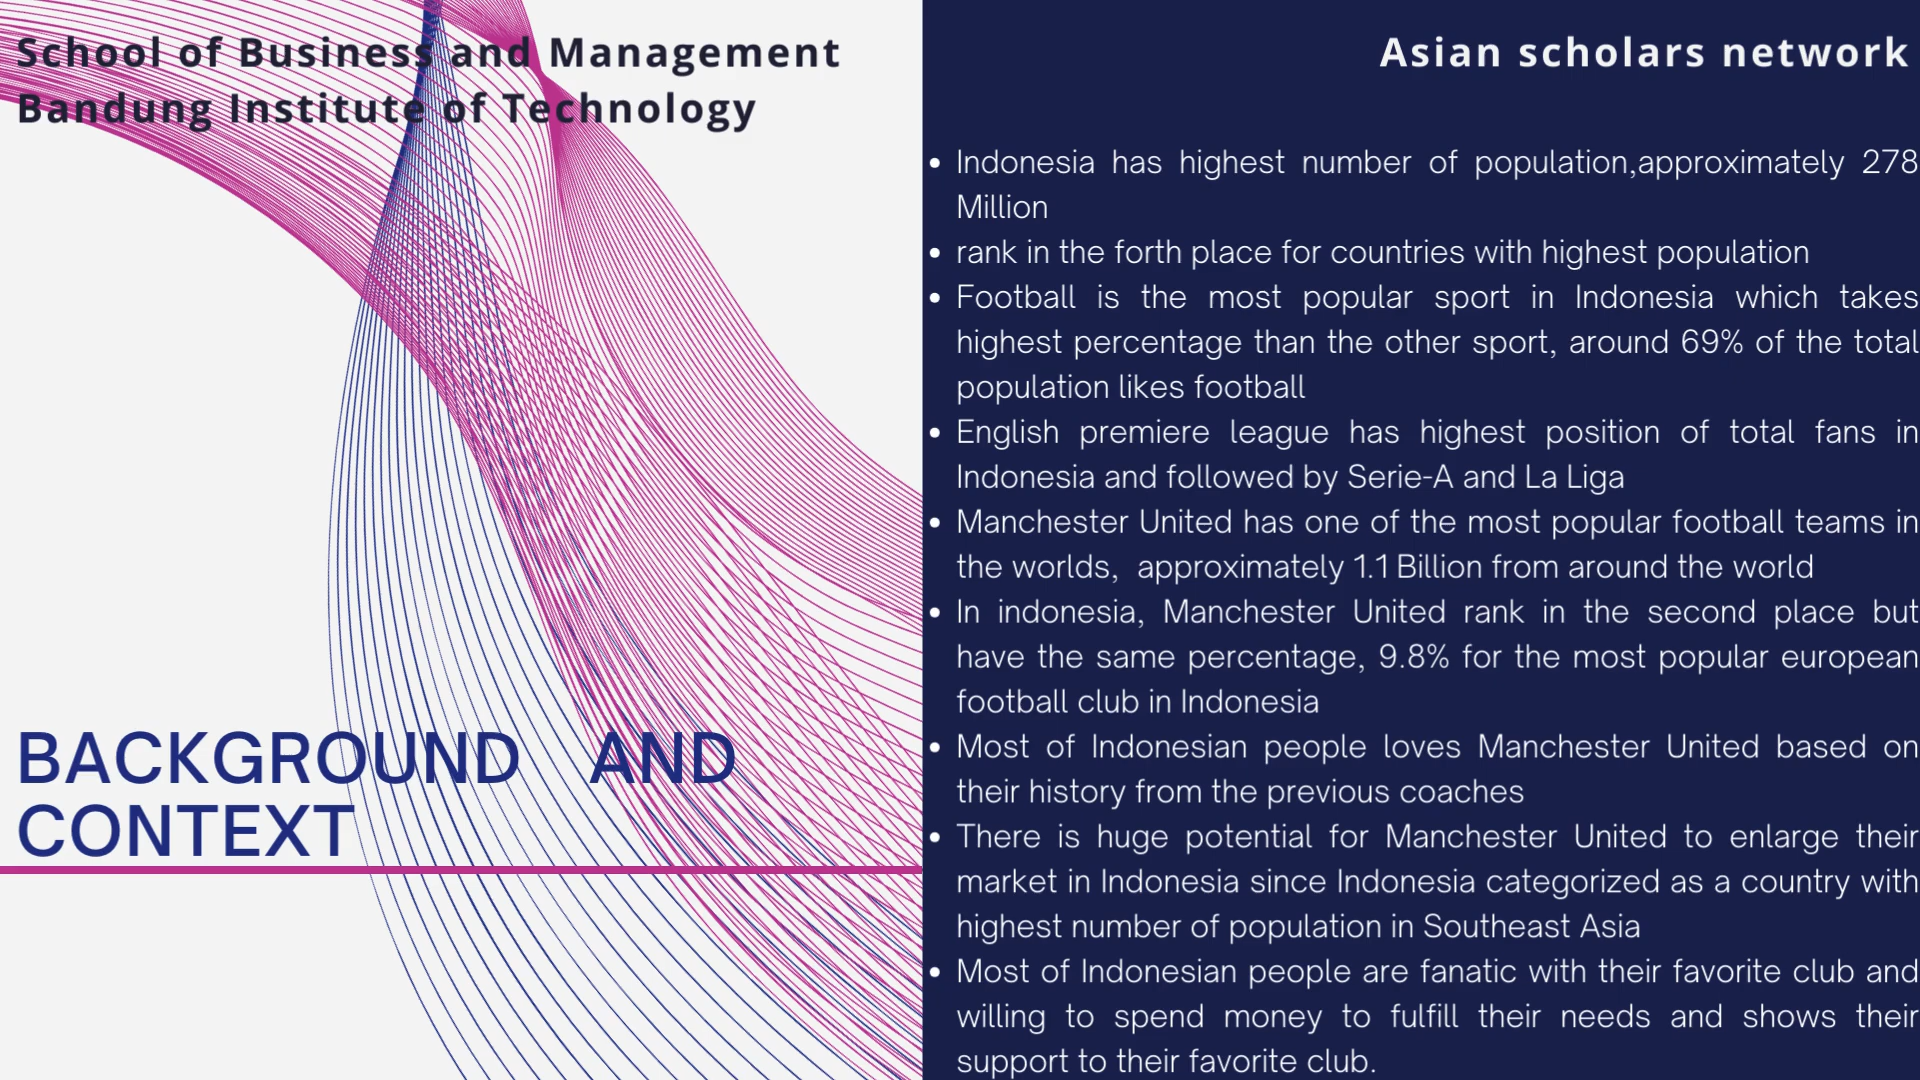 School of Business and Management
Bandung Institute of Technology
BACKGROUND AND
CONTEXT
Asian scholars network
• Indonesia has highest number of population,approximately 278
Million
• rank in the forth place for countries with highest population
• Football is the most popular sport in Indonesia which takes
highest percentage than the other sport, around 69% of the total
population likes football
• English premiere league has highest position of total fans in
Indonesia and followed by Serie-A and La Liga
• Manchester United has one of the most popular football teams in
the worlds,  approximately 1.1 Billion from around the world
• In indonesia, Manchester United rank in the second place but
have the same percentage, 9.8% for the most popular european
football club in Indonesia
• Most of Indonesian people loves Manchester United based on
their history from the previous coaches
• There is huge potential for Manchester United to enlarge their
market in Indonesia since Indonesia categorized as a country with
highest number of population in Southeast Asia
• Most of Indonesian people are fanatic with their favorite club and
willing to spend money to fulfill their needs and shows their
support to their favorite club.